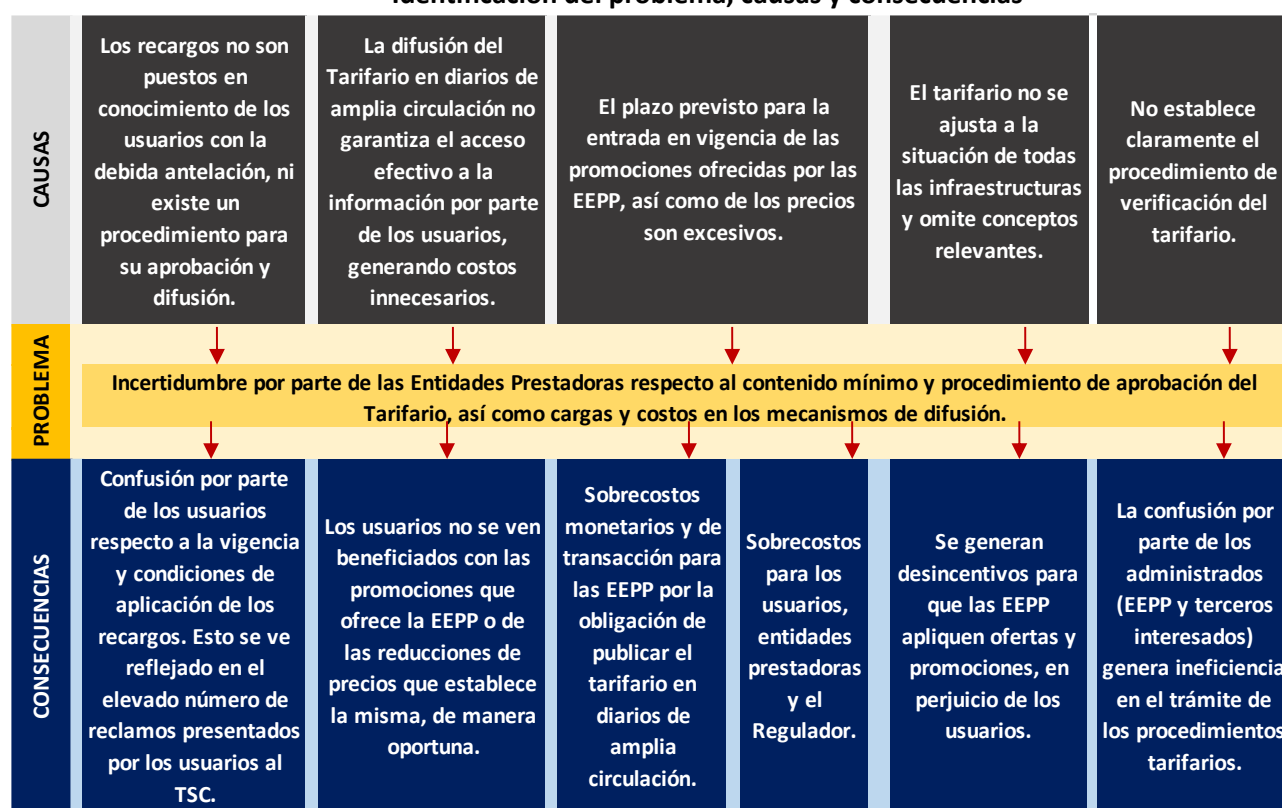 Identificación del problema, causas y consecuencias
CAUSAS
Los recargos no son
puestos en
conocimiento de los
usuarios con la
debida antelación, ni
existe un
procedimiento para
su aprobación y
difusión.
La difusión del
Tarifario en diarios de
amplia circulación no
garantiza el acceso
efectivo a la
información por parte
de los usuarios,
generando costos
innecesarios.
El plazo previsto para la
entrada en vigencia de las
promociones ofrecidas por las
EEPP, así como de los precios
son excesivos.
El tarifario no se
ajusta a la
situación de todas
las infraestructuras
y omite conceptos
relevantes.
No establece
claramente el
procedimiento de
verificación del
tarifario.
PROBLEMA
Incertidumbre por parte de las Entidades Prestadoras respecto al contenido mínimo y procedimiento de aprobación del
Tarifario, así como cargas y costos en los mecanismos de difusión.
CONSECUENCIAS
Confusión por parte
de los usuarios
respecto a la vigencia
y condiciones de
aplicación de los
recargos. Esto se ve
reflejado en el
elevado número de
reclamos presentados
por los usuarios al
TSC.
Los usuarios no se ven
beneficiados con las
promociones que
ofrece la EEPP o de
las reducciones de
precios que establece
la misma, de manera
oportuna.
Sobrecostos
monetarios y de
transacción para
las EEPP por la
obligación de
publicar el
tarifario en
diarios de
amplia
circulación.
Sobrecostos
para los
usuarios,
entidades
prestadoras
y el
Regulador.
Se generan
desincentivos para
que las EEPP
apliquen ofertas y
promociones, en
perjuicio de los
usuarios.
La confusión por
parte de los
administrados
(EEPP y terceros
interesados)
genera ineficiencia
en el trámite de
los procedimientos
tarifarios.